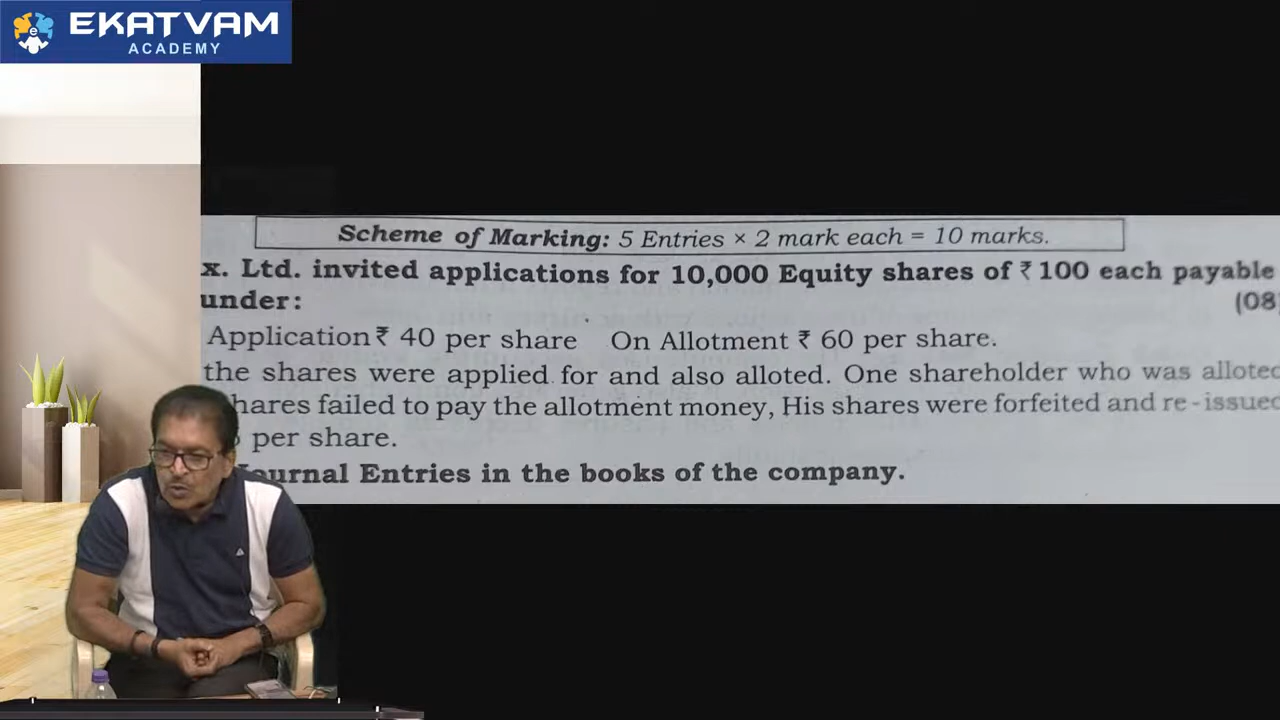 EKATVAM
ACADEMY
Scheme of Marking: 5 Entries × 2 mark each = 10 marks.
x. Ltd. invited applications for 10,000 Equity shares of ₹ 100 each payable
under: (08)
Application ₹ 40 per share On Allotment ₹ 60 per share.
the shares were applied for and also alloted. One shareholder who was alloted
shares failed to pay the allotment money, His shares were forfeited and re-issued
per share.
Journal Entries in the books of the company.